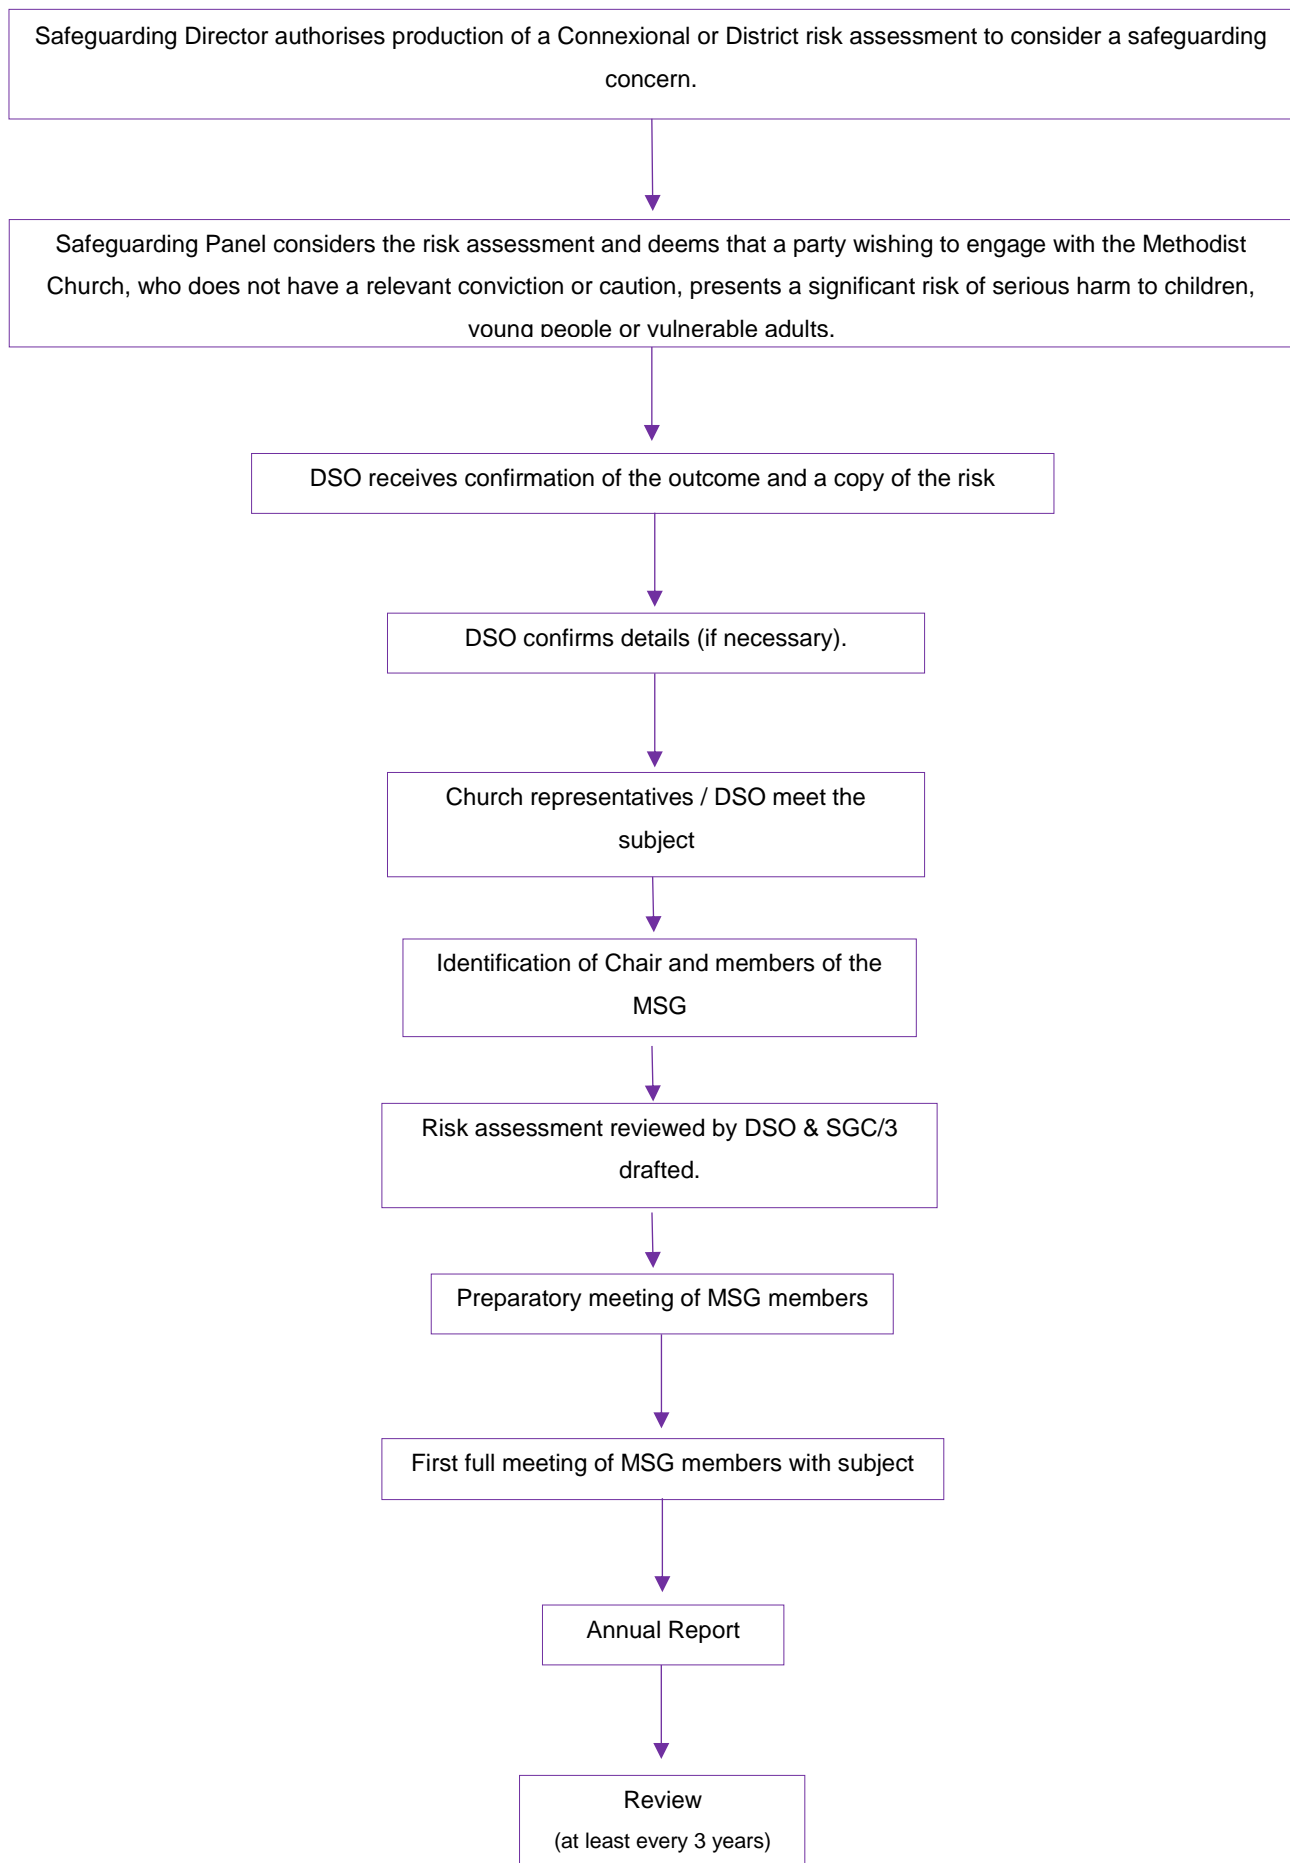 Safeguarding Director authorises production of a Connexional or District risk assessment to consider a safeguarding
concern.
Safeguarding Panel considers the risk assessment and deems that a party wishing to engage with the Methodist
Church, who does not have a relevant conviction or caution, presents a significant risk of serious harm to children,
young people or vulnerable adults.
DSO receives confirmation of the outcome and a copy of the risk
DSO confirms details (if necessary).
Church representatives / DSO meet the
subject
Identification of Chair and members of the
MSG
Risk assessment reviewed by DSO & SGC/3
drafted.
Preparatory meeting of MSG members
First full meeting of MSG members with subject
Annual Report
Review
(at least every 3 years)